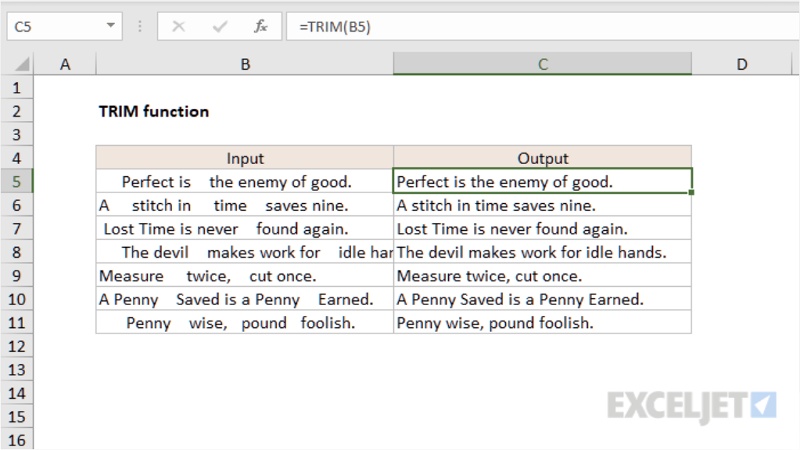 C5 fx =TRIM(B5)
A B C D
1
2 TRIM function
3
4 Input Output
5 Perfect is    the enemy of good. Perfect is the enemy of good.
6 A     stitch in     time    saves nine. A stitch in time saves nine.
7 Lost Time is never    found again. Lost Time is never found again.
8 The devil    makes work for    idle har The devil makes work for idle hands.
9 Measure    twice,    cut once. Measure twice, cut once.
10 A Penny    Saved is a Penny    Earned. A Penny Saved is a Penny Earned.
11 Penny    wise,   pound   foolish. Penny wise, pound foolish.
12
13
14
15
16
EXCELJET